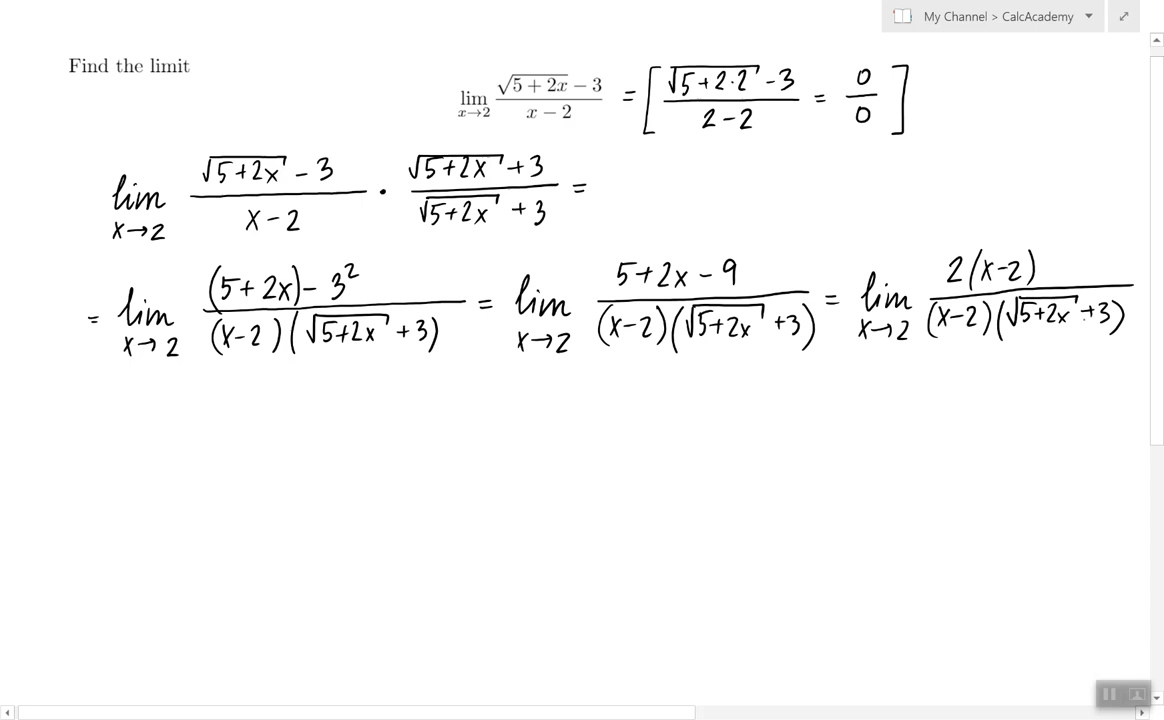 My Channel > CalcAcademy
Find the limit
lim x→2 (√(5+2x) − 3)/(x − 2) = [ (√(5+2·2) − 3)/(2−2) = 0/0 ]
lim x→2 (√(5+2x) − 3)/(x−2) · (√(5+2x) + 3)/(√(5+2x) + 3) =
= lim x→2 ((5+2x) − 3²)/((x−2)(√(5+2x) + 3)) = lim x→2 (5+2x−9)/((x−2)(√(5+2x) + 3)) = lim x→2 (2(x−2))/((x−2)(√(5+2x) + 3))